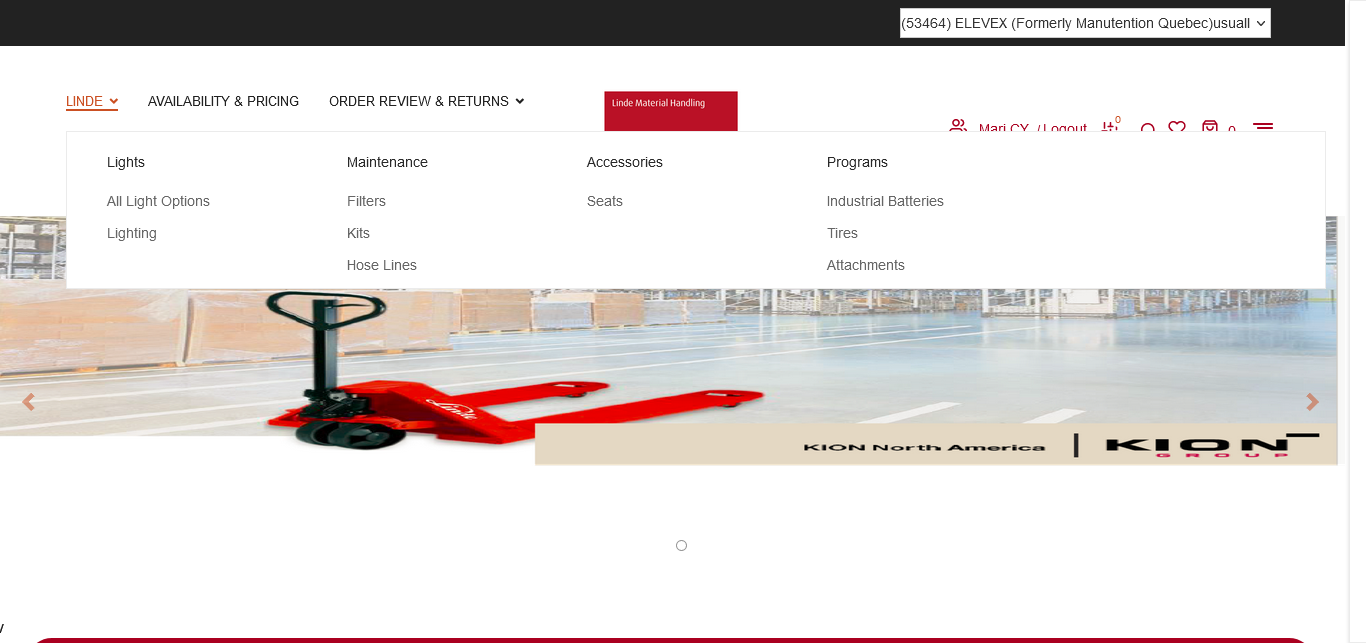 (53464) ELEVEX (Formerly Manutention Quebec)usuall
LINDE
AVAILABILITY & PRICING
ORDER REVIEW & RETURNS
Linde Material Handling
Mari CY / Logout
0
0
Lights
Maintenance
Accessories
Programs
All Light Options
Filters
Seats
Industrial Batteries
Lighting
Kits
Tires
Hose Lines
Attachments
Linde
KION North America
KION
GROUP